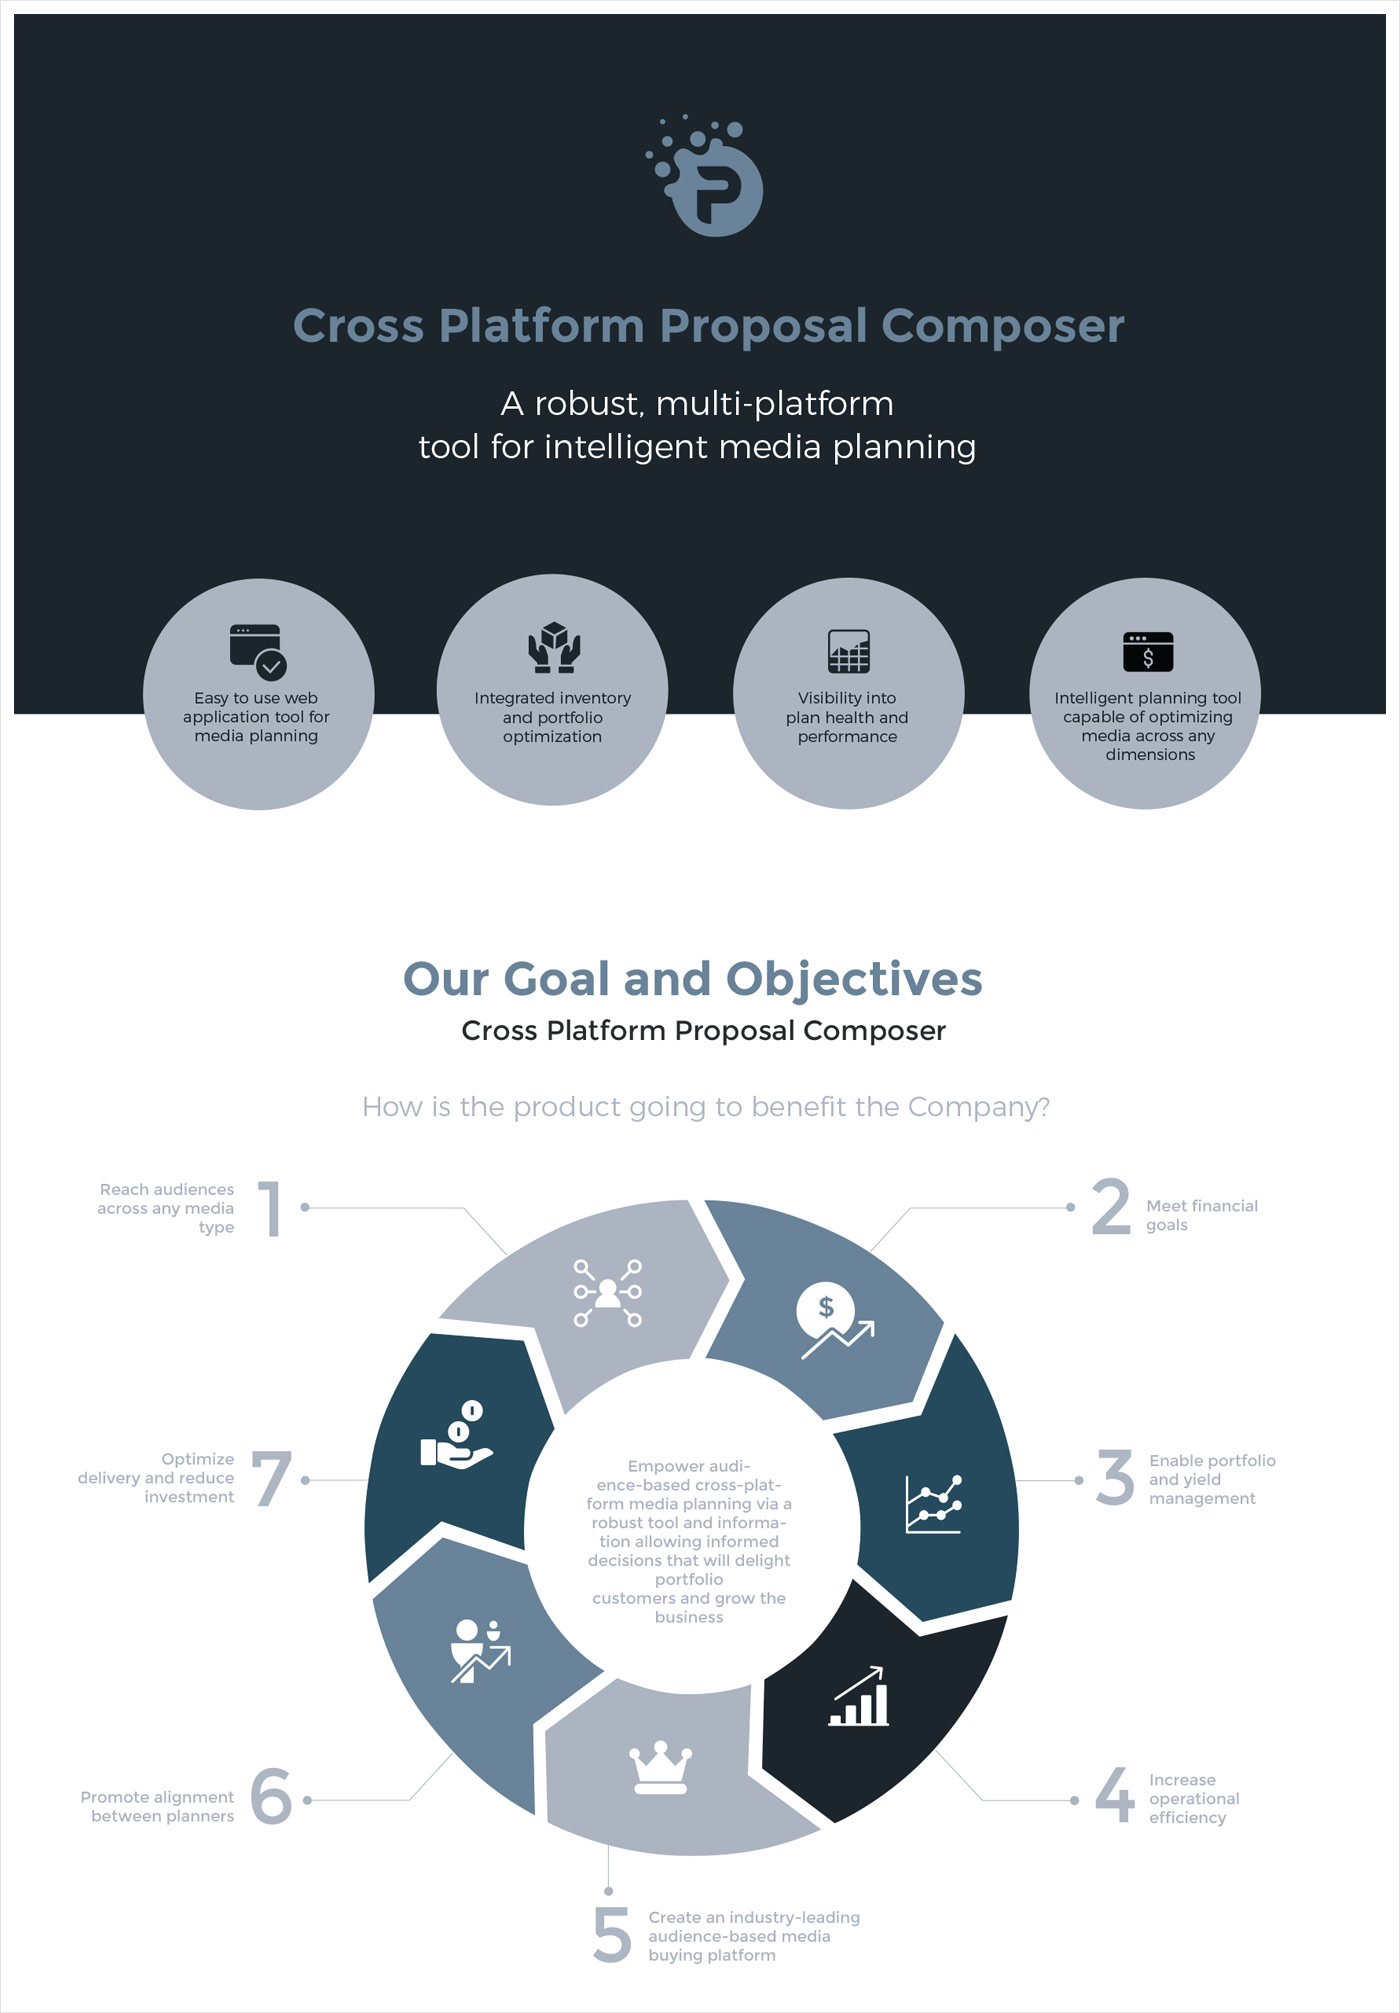 P
Cross Platform Proposal Composer
A robust, multi-platform
tool for intelligent media planning
Easy to use web
application tool for
media planning
Integrated inventory
and portfolio
optimization
Visibility into
plan health and
performance
$
Intelligent planning tool
capable of optimizing
media across any
dimensions
Our Goal and Objectives
Cross Platform Proposal Composer
How is the product going to benefit the Company?
1
Reach audiences
across any media
type
2
Meet financial
goals
$
3
Enable portfolio
and yield
management
4
Increase
operational
efficiency
5
Create an industry-leading
audience-based media
buying platform
6
Promote alignment
between planners
7
Optimize
delivery and reduce
investment
Empower audi-
ence-based cross-plat-
form media planning via a
robust tool and informa-
tion allowing informed
decisions that will delight
portfolio
customers and grow the
business